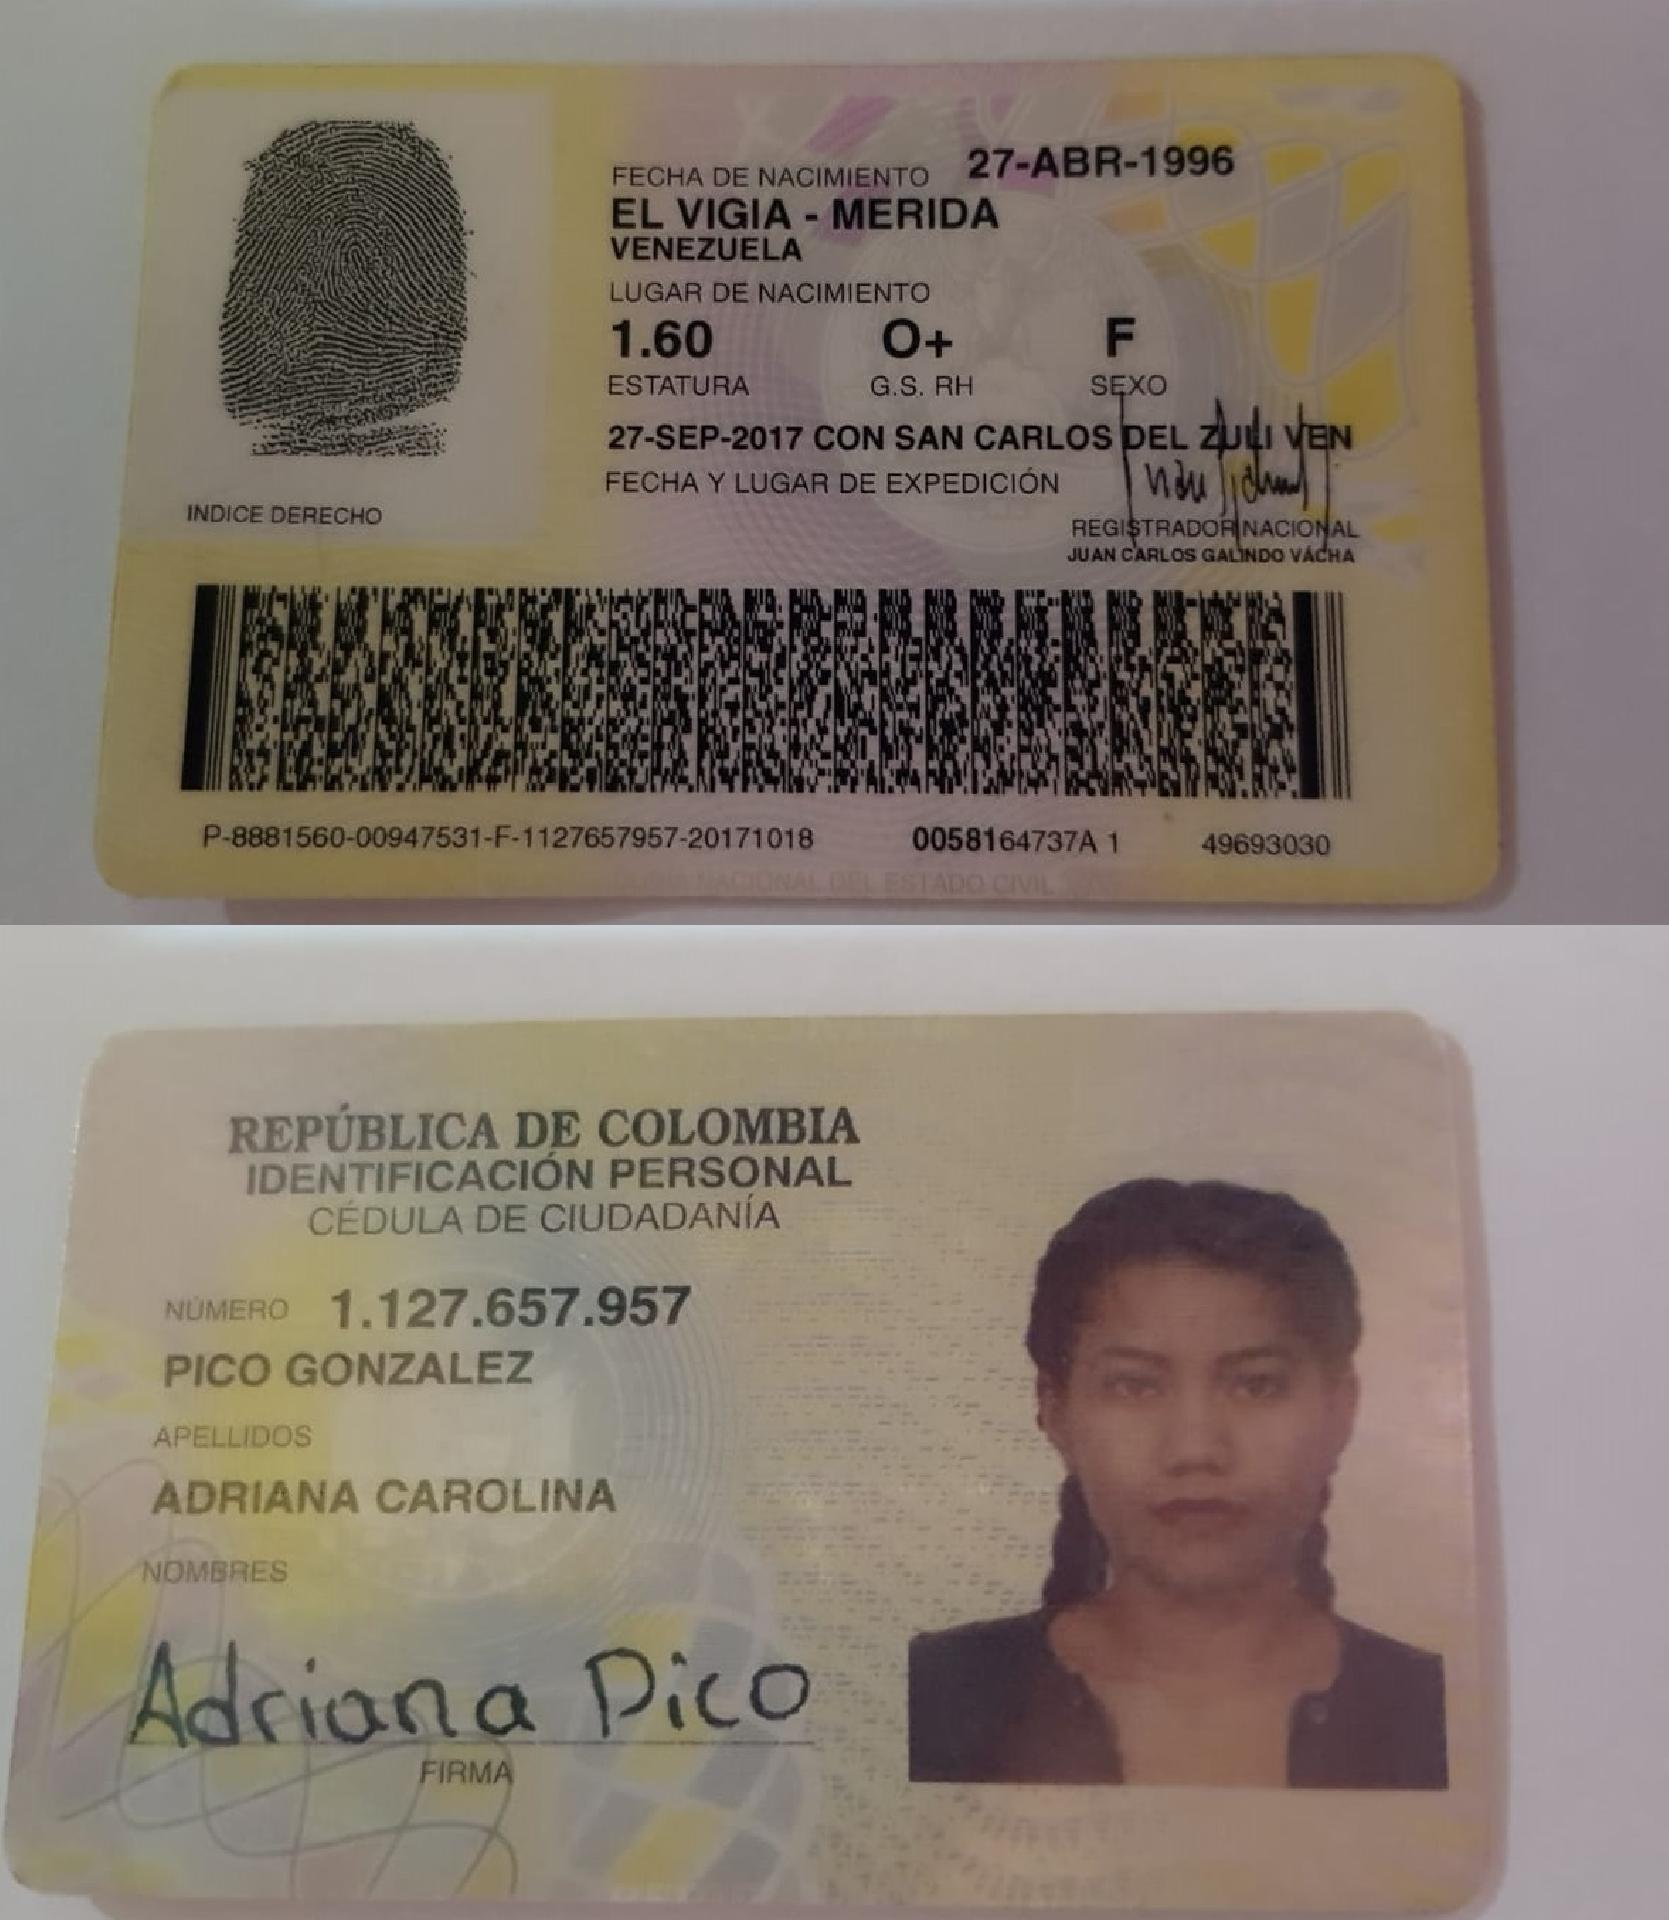 FECHA DE NACIMIENTO 27-ABR-1996
EL VIGIA - MERIDA
VENEZUELA
LUGAR DE NACIMIENTO
1.60 O+ F
ESTATURA G.S. RH SEXO
27-SEP-2017 CON SAN CARLOS DEL ZULI VEN
FECHA Y LUGAR DE EXPEDICIÓN
INDICE DERECHO
REGISTRADOR NACIONAL
JUAN CARLOS GALINDO VÁCHA
P-8881560-00947531-F-1127657957-20171018 0058164737A 1 49693030
NACIONAL DEL ESTADO CIVIL
REPÚBLICA DE COLOMBIA
IDENTIFICACIÓN PERSONAL
CÉDULA DE CIUDADANÍA
NÚMERO 1.127.657.957
PICO GONZALEZ
APELLIDOS
ADRIANA CAROLINA
NOMBRES
Adriana Pico
FIRMA